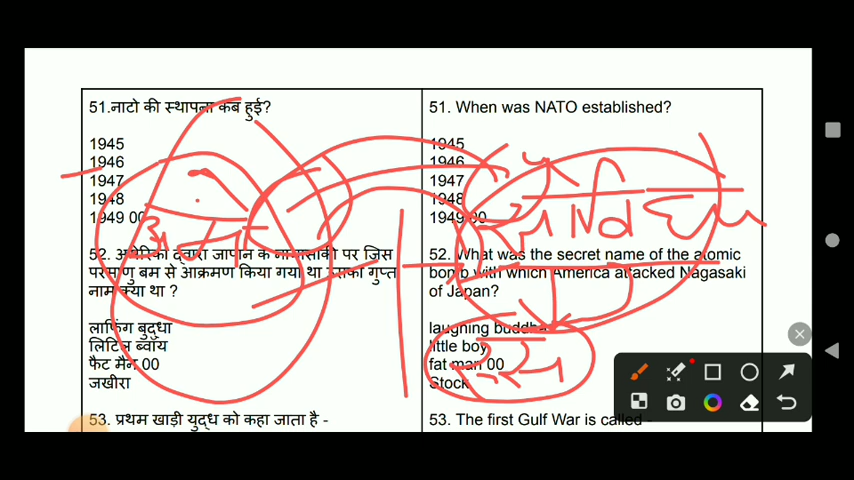 51.नाटो की स्थापना कब हुई?
1945
1946
1947
1948
1949 00
52. अमेरिका द्वारा जापान के नागासाकी पर जिस
परमाणु बम से आक्रमण किया गया था उसका गुप्त
नाम क्या था ?
लाफिंग बुद्धा
लिटिल ब्वॉय
फैट मैन 00
जखीरा
53. प्रथम खाड़ी युद्ध को कहा जाता है -
51. When was NATO established?
1945
1946
1947
1948
1949 00
52. What was the secret name of the atomic
bomb with which America attacked Nagasaki
of Japan?
laughing buddha
little boy
fat man 00
Stock
53. The first Gulf War is called -